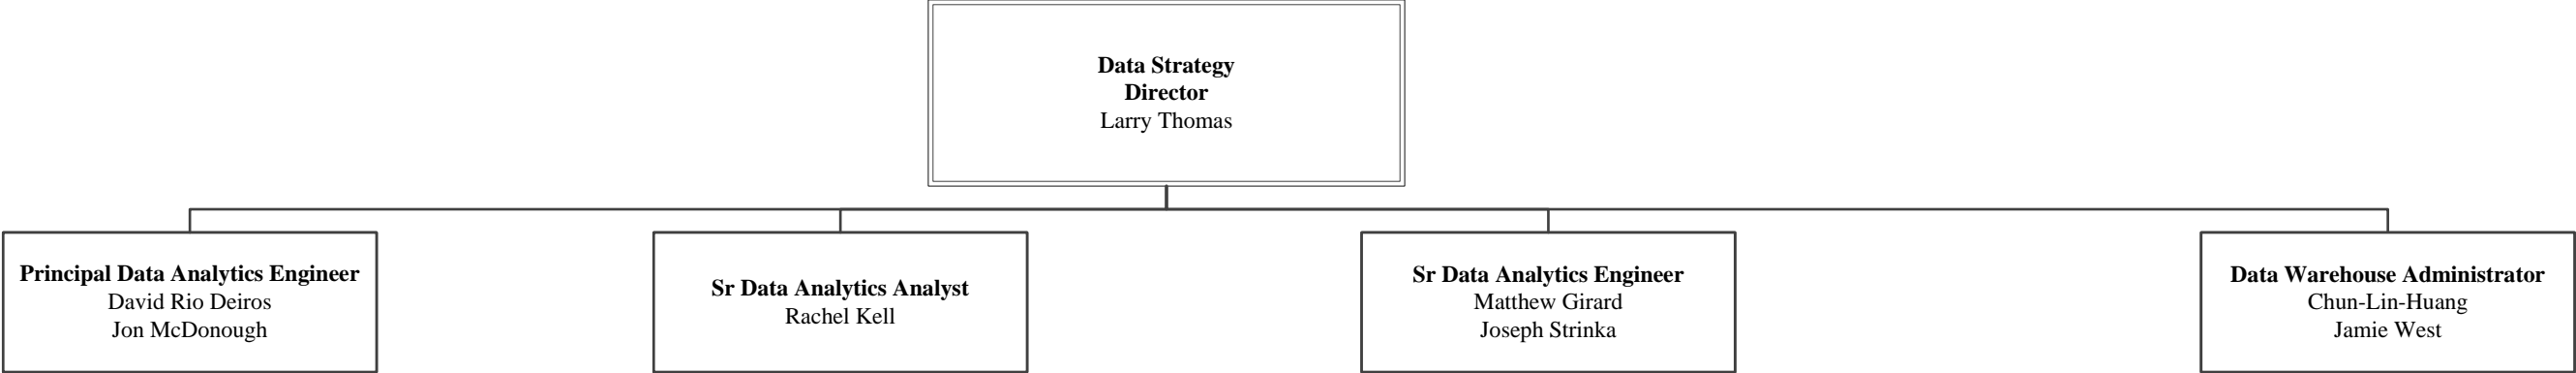 Data Strategy
Director
Larry Thomas
Principal Data Analytics Engineer
David Rio Deiros
Jon McDonough
Sr Data Analytics Analyst
Rachel Kell
Sr Data Analytics Engineer
Matthew Girard
Joseph Strinka
Data Warehouse Administrator
Chun-Lin-Huang
Jamie West